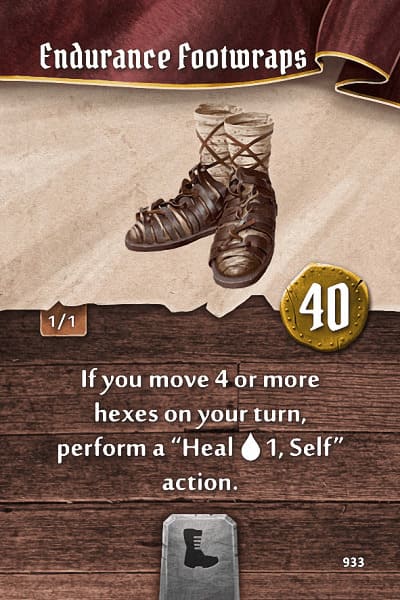 Endurance Footwraps
1/1
40
If you move 4 or more
hexes on your turn,
perform a “Heal 1, Self”
action.
933